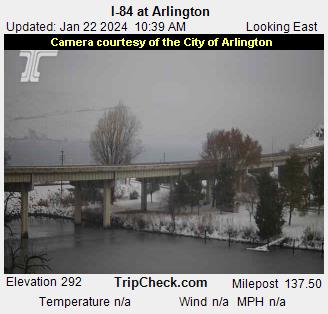 I-84 at Arlington
Updated: Jan 22 2024 10:39 AM Looking East
Camera courtesy of the City of Arlington
Elevation 292 TripCheck.com Milepost 137.50
Temperature n/a Wind n/a MPH n/a